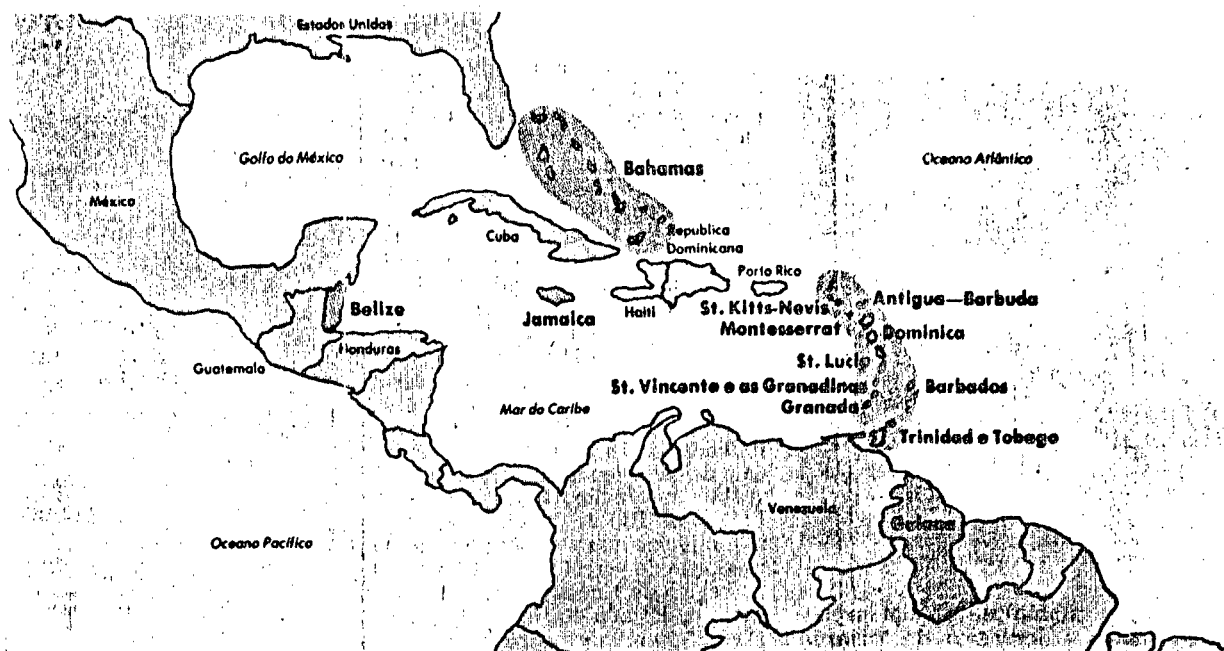 Estados Unidos
Golfo do México
Bahamas
Oceano Atlântico
México
Cuba
Republica
Dominicana
Porto Rico
Belize
Jamaica
Haiti
St. Kitts-Nevis
Antigua—Barbuda
Montesserrat
Dominica
Honduras
Guatemala
St. Luci
St. Vincente e as Granadinas
Barbados
Mar do Caribe
Granada
Trinidad e Tobago
Venezuela
Guiana
Oceano Pacífico